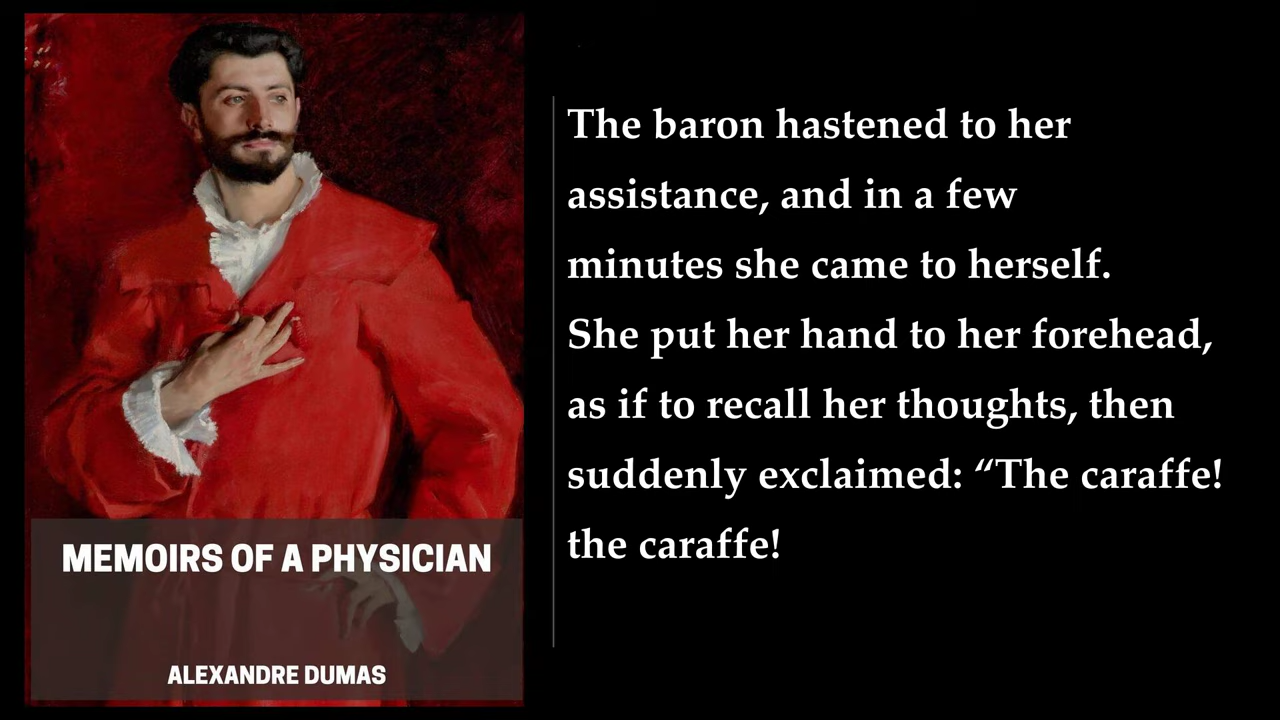 MEMOIRS OF A PHYSICIAN
ALEXANDRE DUMAS
The baron hastened to her
assistance, and in a few
minutes she came to herself.
She put her hand to her forehead,
as if to recall her thoughts, then
suddenly exclaimed: “The caraffe!
the caraffe!